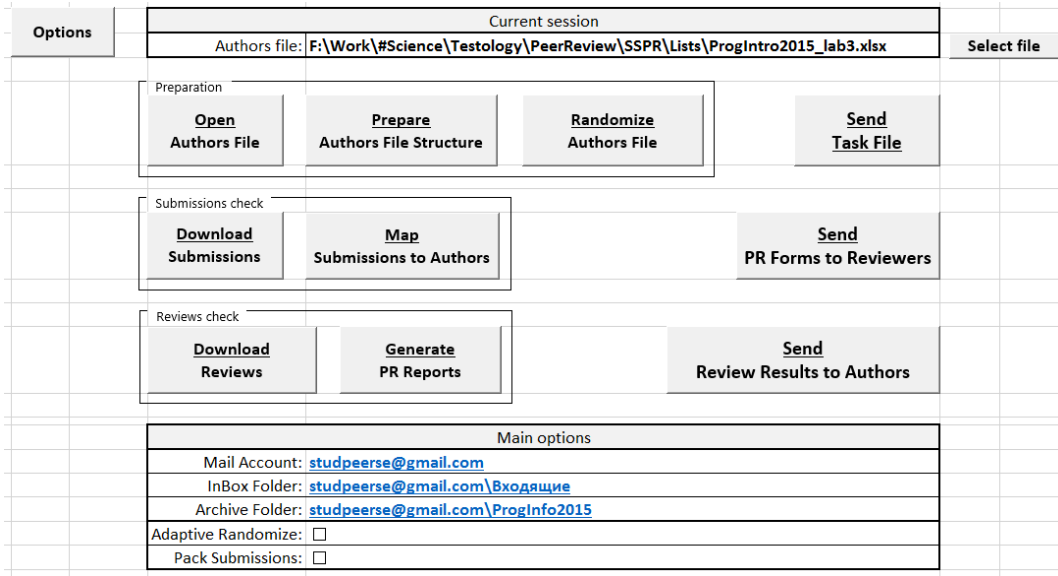 Options
Current session
Authors file: F:\Work\#Science\Testology\PeerReview\SSPR\Lists\ProgIntro2015_lab3.xlsx
Select file
Preparation
Open
Authors File
Prepare
Authors File Structure
Randomize
Authors File
Send
Task File
Submissions check
Download
Submissions
Map
Submissions to Authors
Send
PR Forms to Reviewers
Reviews check
Download
Reviews
Generate
PR Reports
Send
Review Results to Authors
Main options
Mail Account: studpeerse@gmail.com
InBox Folder: studpeerse@gmail.com\Входящие
Archive Folder: studpeerse@gmail.com\ProgInfo2015
Adaptive Randomize:
Pack Submissions: